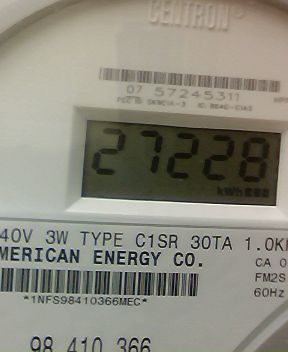 CENTRON®
07 57245311
27228
kWh
40V 3W TYPE C1SR 30TA 1.0K
MERICAN ENERGY CO.
CA 0
FM2S
60Hz
*1NFS98410366MEC*
98 410 366